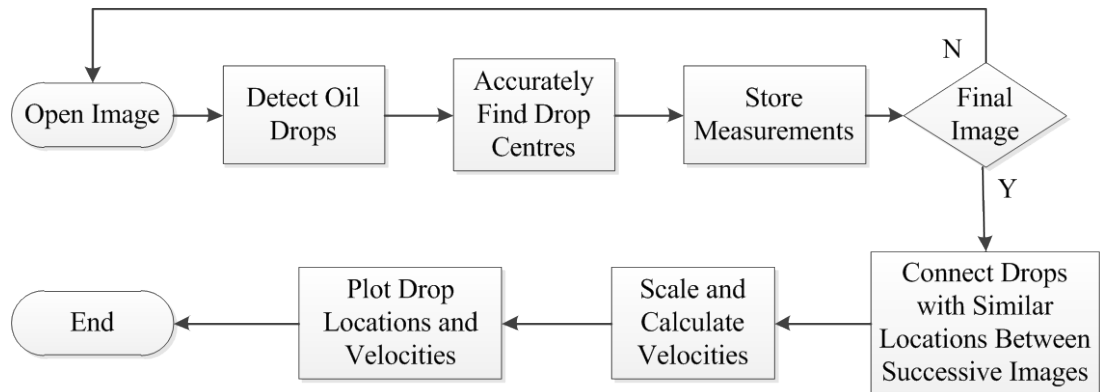 Open Image
Detect Oil
Drops
Accurately
Find Drop
Centres
Store
Measurements
Final
Image
N
Y
Connect Drops
with Similar
Locations Between
Successive Images
Scale and
Calculate
Velocities
Plot Drop
Locations and
Velocities
End